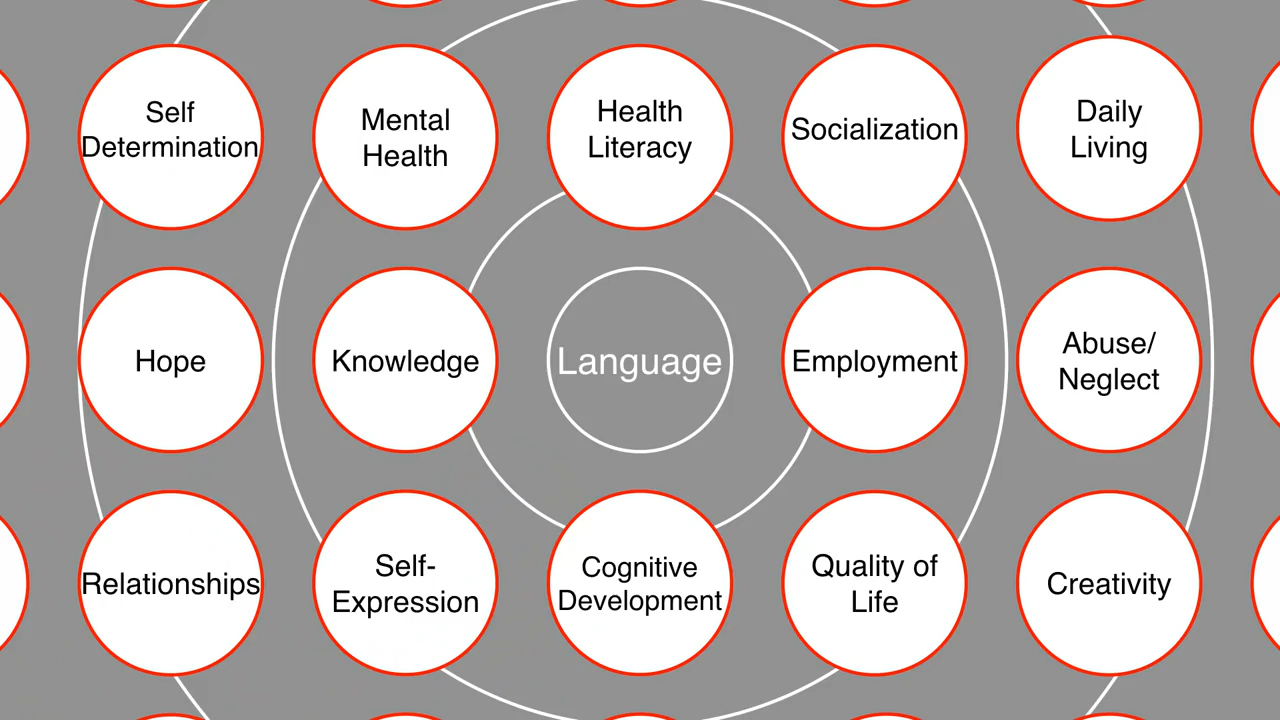 Self
Determination
Mental
Health
Health
Literacy
Socialization
Daily
Living
Hope
Knowledge
Language
Employment
Abuse/
Neglect
Relationships
Self-
Expression
Cognitive
Development
Quality of
Life
Creativity